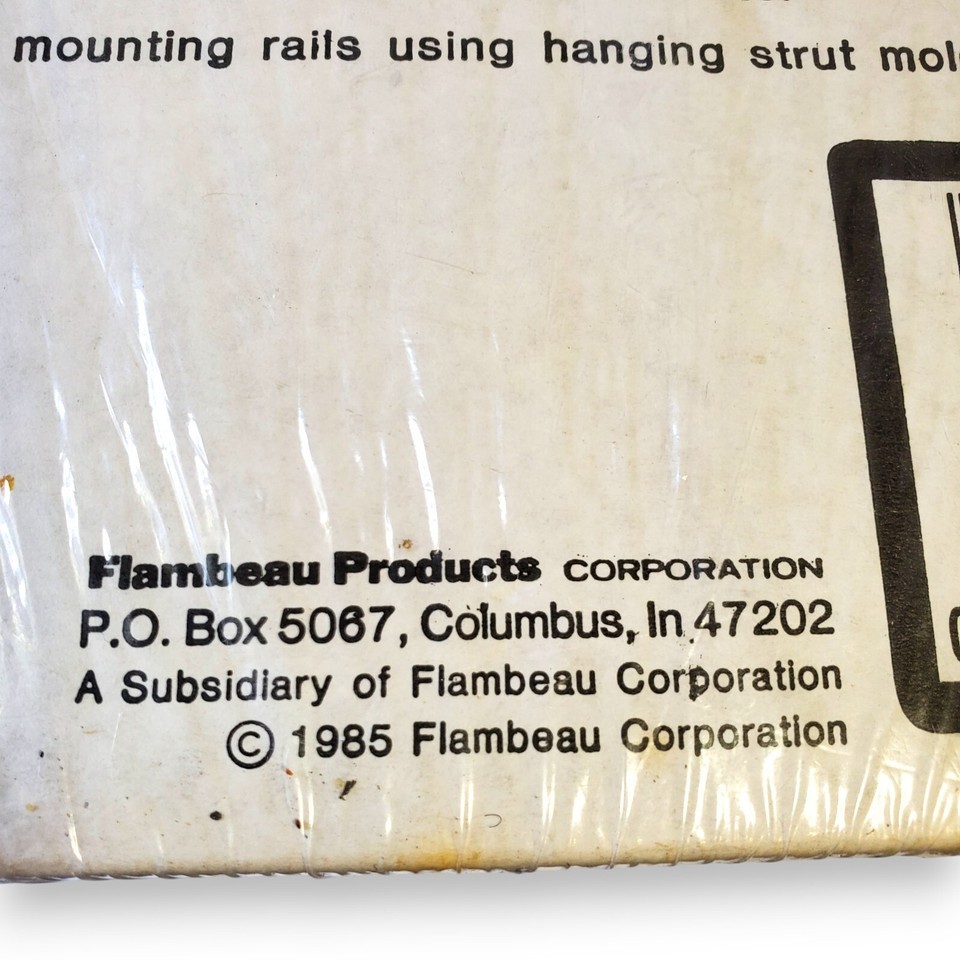 mounting rails using hanging strut
Flambeau Products CORPORATION
P.O. Box 5067, Columbus, In. 47202
A Subsidiary of Flambeau Corporation
© 1985 Flambeau Corporation